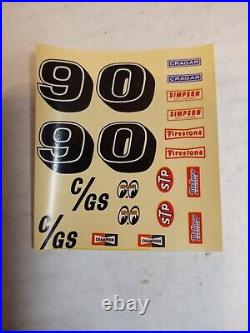 90
90
CRAGAR
CRAGAR
SIMPSON
SIMPSON
Firestone
Firestone
C/GS
C/GS
STP
STP
CHAMPION
CHAMPION